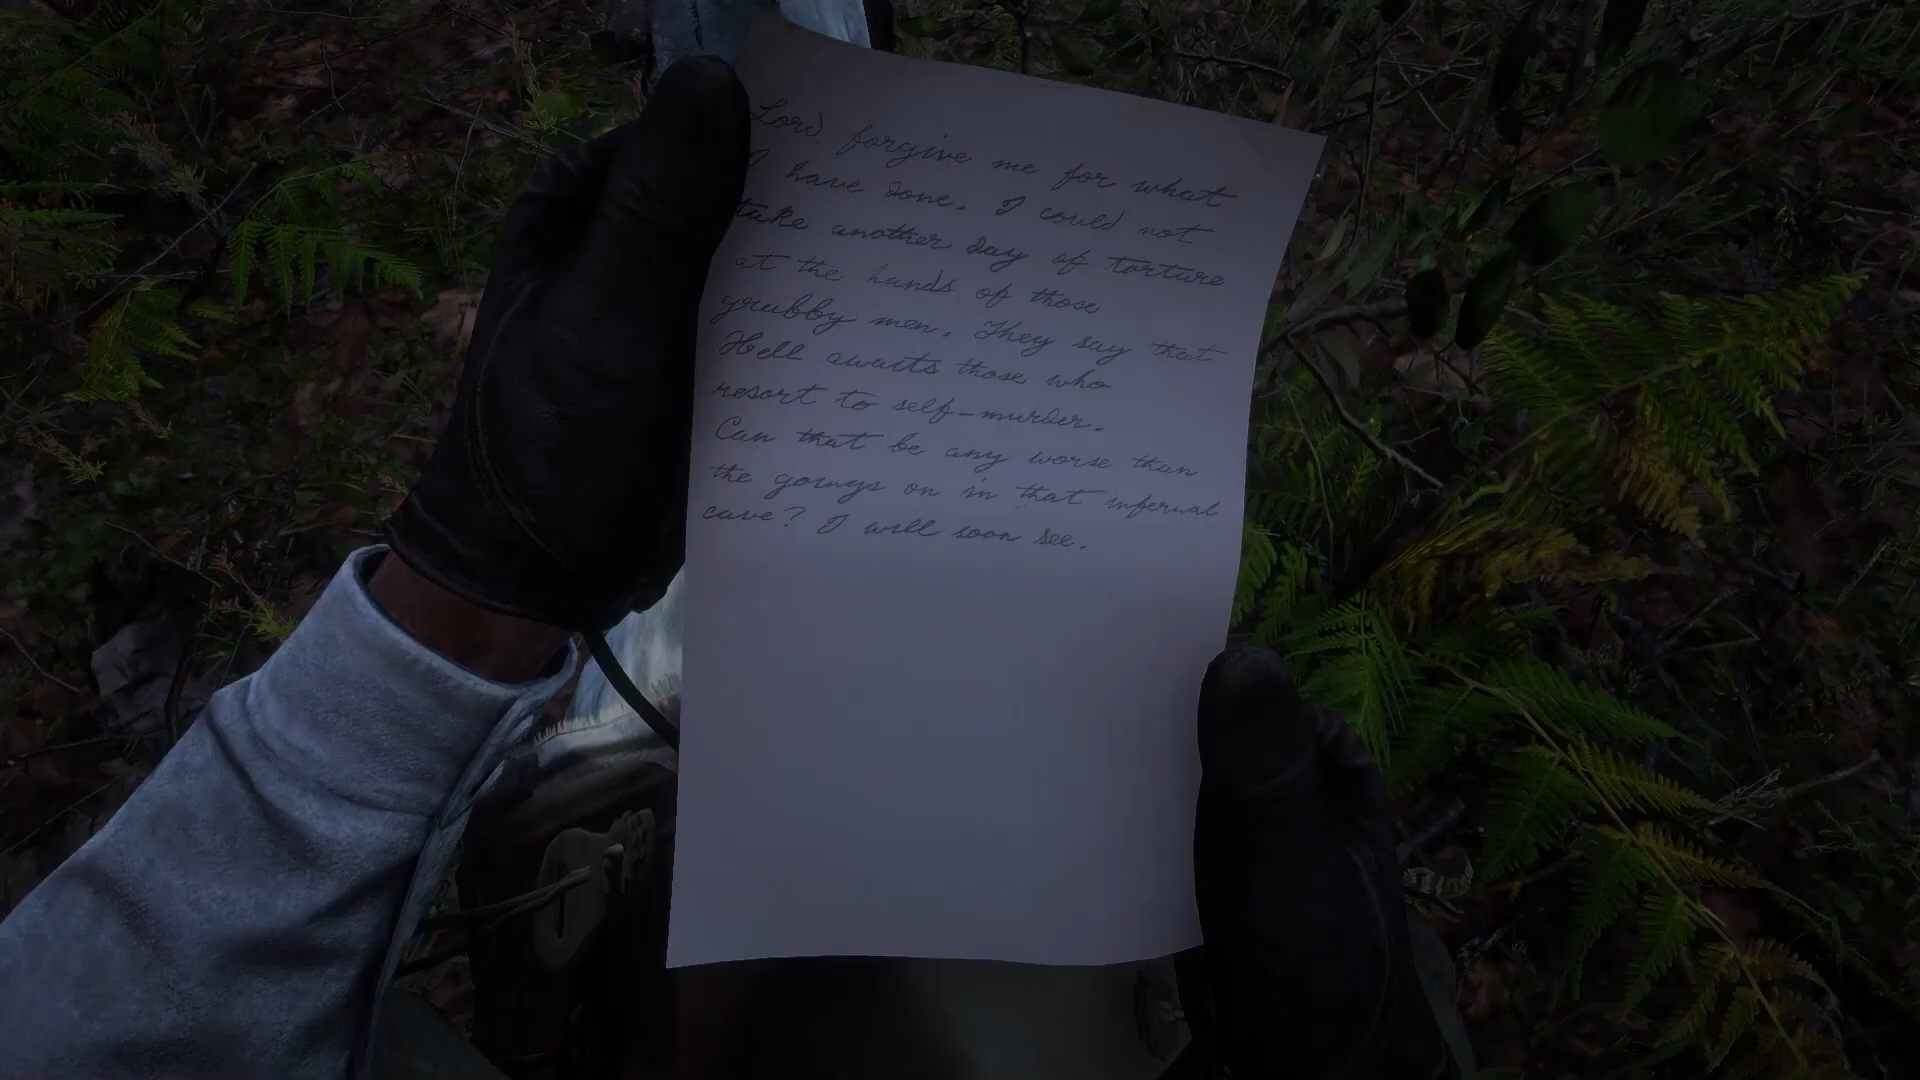 Lord forgive me for what
I have done. I could not
take another day of torture
at the hands of those
grubby men. They say that
Hell awaits those who
resort to self-murder.
Can that be any worse than
the goings on in that infernal
cave? I will soon see.